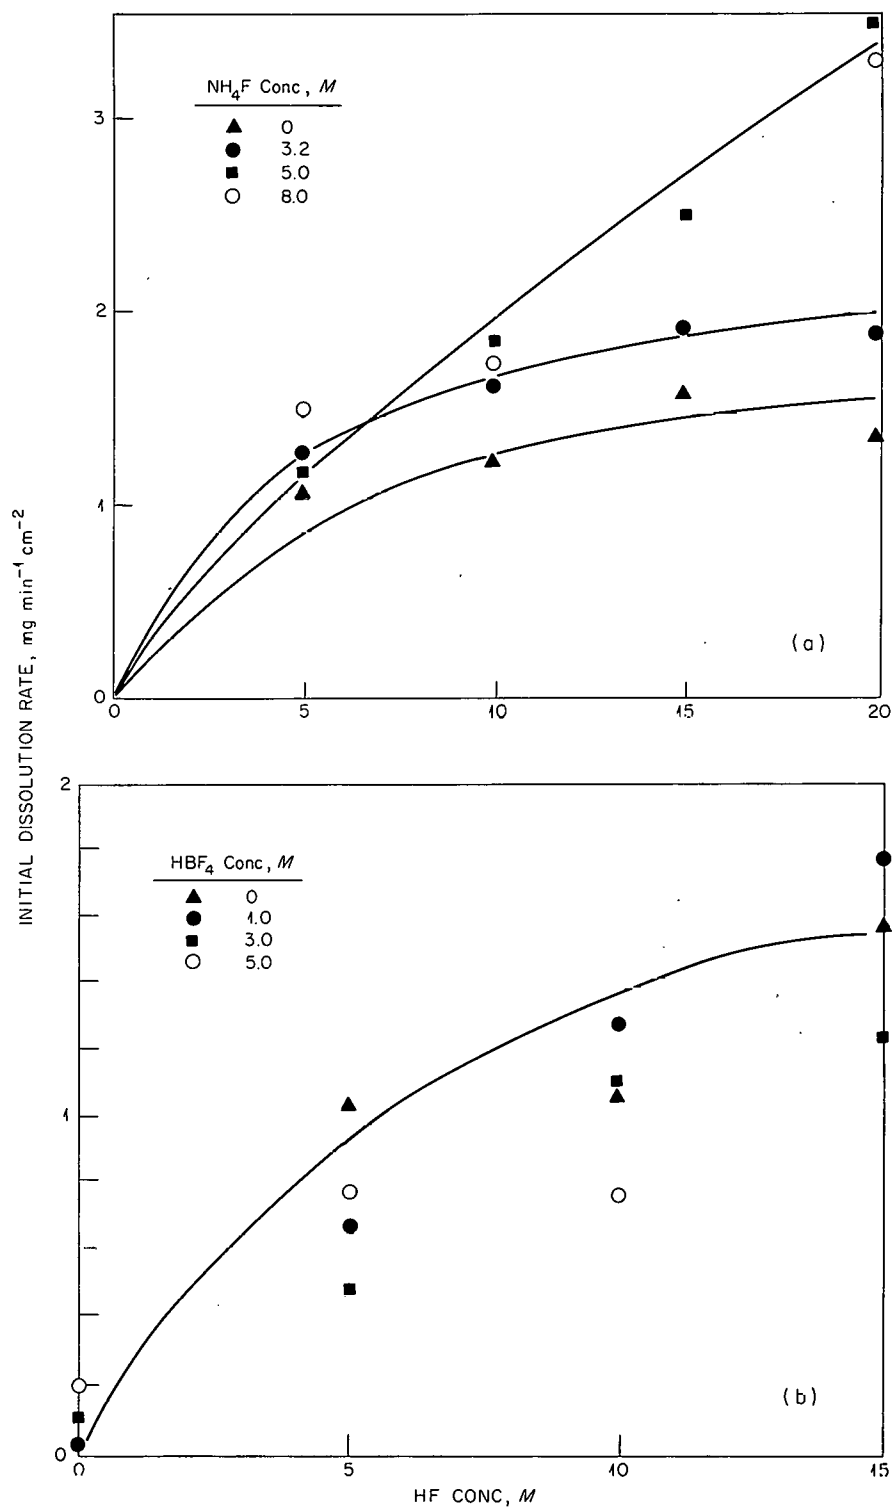 NH₄F Conc, M
0
3.2
5.0
8.0
3
2
1
0
0 5 10 15 20
(a)
INITIAL DISSOLUTION RATE, mg min⁻¹ cm⁻²
2
HBF₄ Conc, M
0
1.0
3.0
5.0
1
0
0 5 10 15
(b)
HF CONC, M